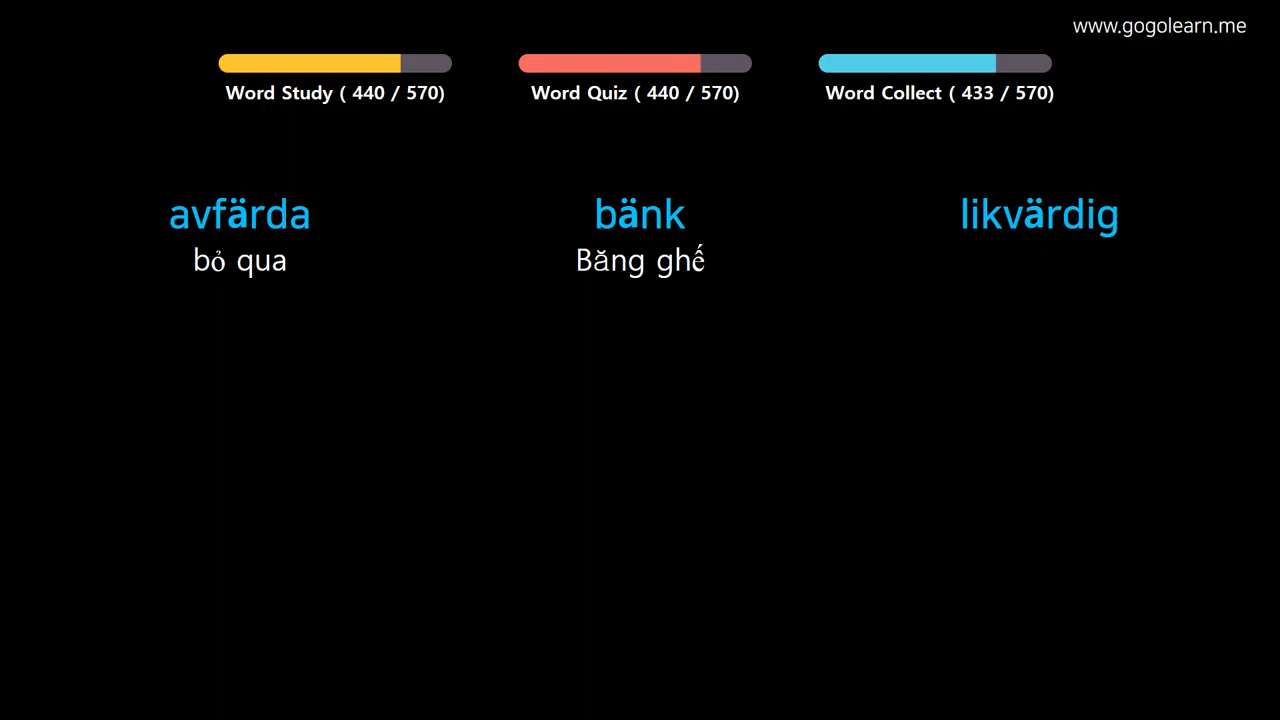 www.gogolearn.me
Word Study ( 440 / 570)
Word Quiz ( 440 / 570)
Word Collect ( 433 / 570)
avfärda
bỏ qua
bänk
Băng ghế
likvärdig